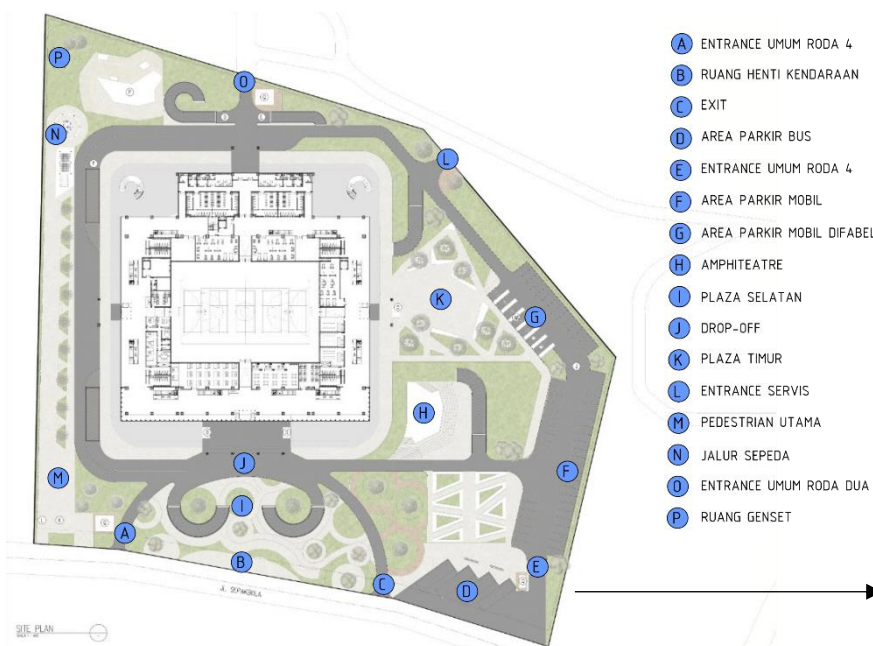 A ENTRANCE UMUM RODA 4
B RUANG HENTI KENDARAAN
C EXIT
D AREA PARKIR BUS
E ENTRANCE UMUM RODA 4
F AREA PARKIR MOBIL
G AREA PARKIR MOBIL DIFABEL
H AMPHITEATRE
I PLAZA SELATAN
J DROP-OFF
K PLAZA TIMUR
L ENTRANCE SERVIS
M PEDESTRIAN UTAMA
N JALUR SEPEDA
O ENTRANCE UMUM RODA DUA
P RUANG GENSET
P
O
N
L
K
G
H
J
F
M
I
A
B
E
C
D
JL. SEPAKBOLA
SITE PLAN